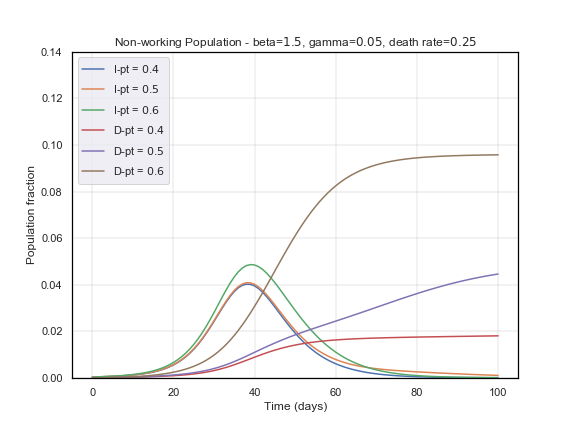 Non-working Population - beta=1.5, gamma=0.05, death rate=0.25
0.14
0.12
0.10
0.08
0.06
0.04
0.02
0.00
Population fraction
I-pt = 0.4
I-pt = 0.5
I-pt = 0.6
D-pt = 0.4
D-pt = 0.5
D-pt = 0.6
0 20 40 60 80 100
Time (days)